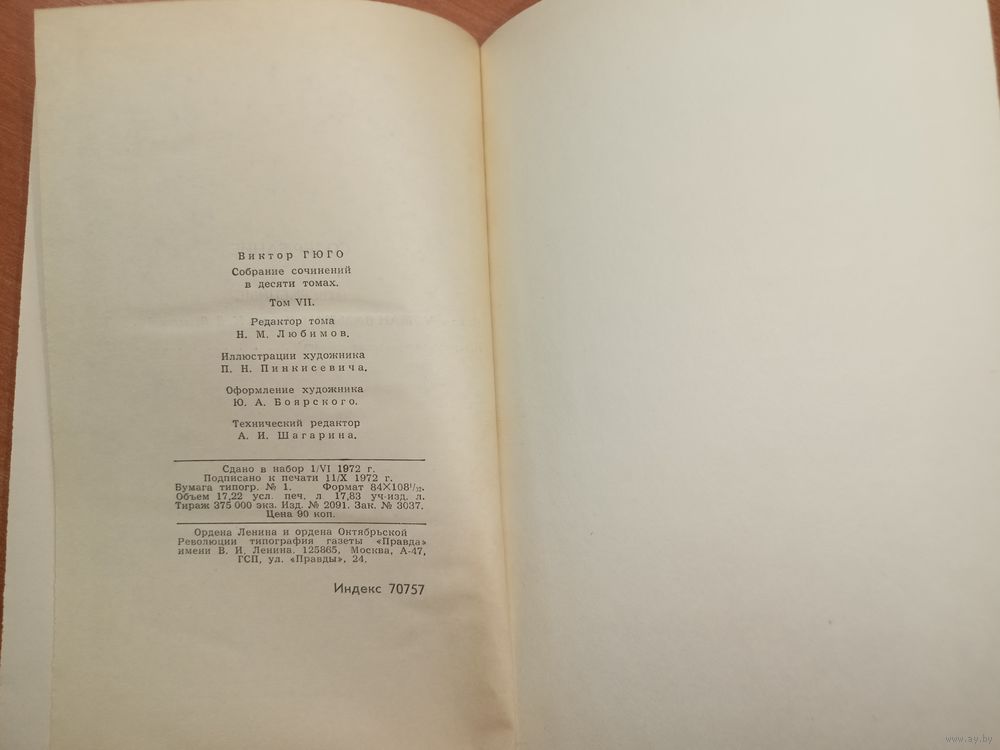 Виктор ГЮГО
Собрание сочинений
в десяти томах.
Том VII.
Редактор тома
Н. М. Любимов.
Иллюстрации художника
П. Н. Пинкисевича.
Оформление художника
Ю. А. Боярского.
Технический редактор
А. И. Шагарина.
Сдано в набор 1/VI 1972 г.
Подписано к печати 11/X 1972 г.
Бумага типогр. № 1. Формат 84×108¹/₃₂.
Объем 17,22 усл. печ. л. 17,83 уч-изд. л.
Тираж 375 000 экз. Изд. № 2091. Зак. № 3037.
Цена 90 коп.
Ордена Ленина и ордена Октябрьской
Революции типография газеты «Правда»
имени В. И. Ленина, 125865, Москва, А-47,
ГСП, ул. «Правды», 24.
Индекс 70757
www.ay.by